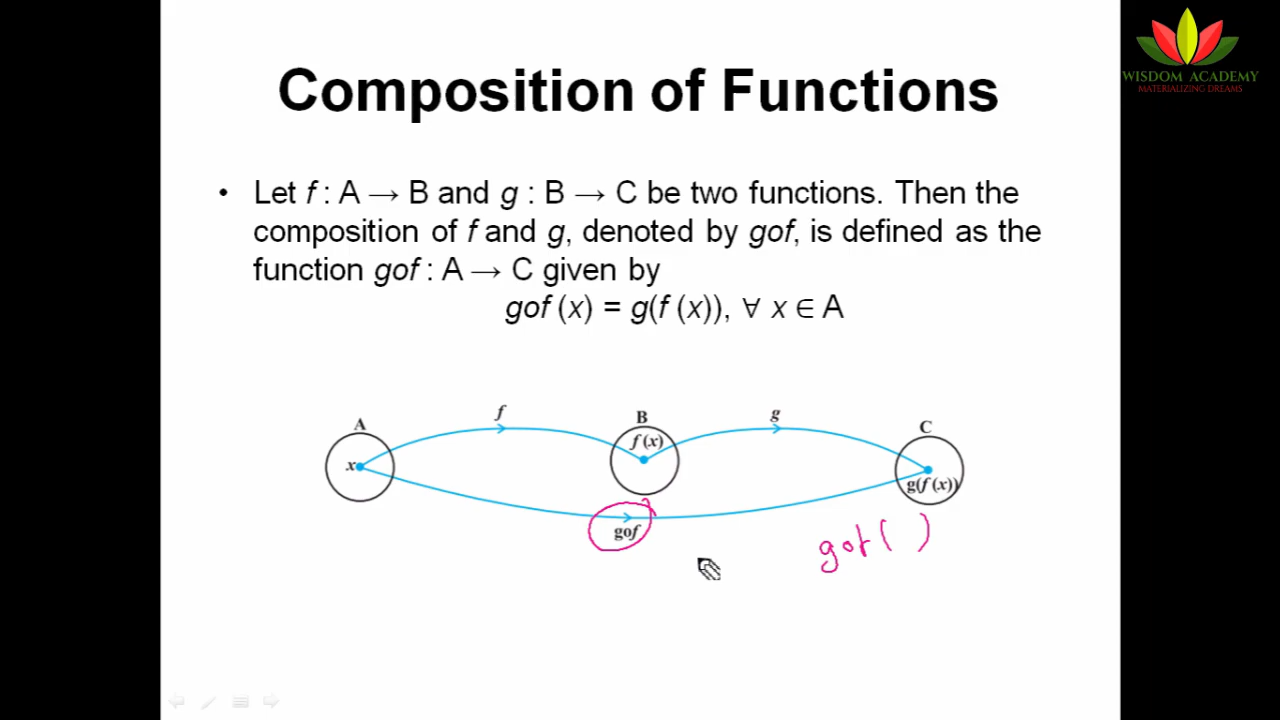 WISDOM ACADEMY
MATERIALIZING DREAMS
Composition of Functions
• Let f : A → B and g : B → C be two functions. Then the
composition of f and g, denoted by gof, is defined as the
function gof : A → C given by
gof (x) = g(f (x)), ∀ x ∈ A
A
f
B
g
C
x
f (x)
g(f (x))
gof
gof( )